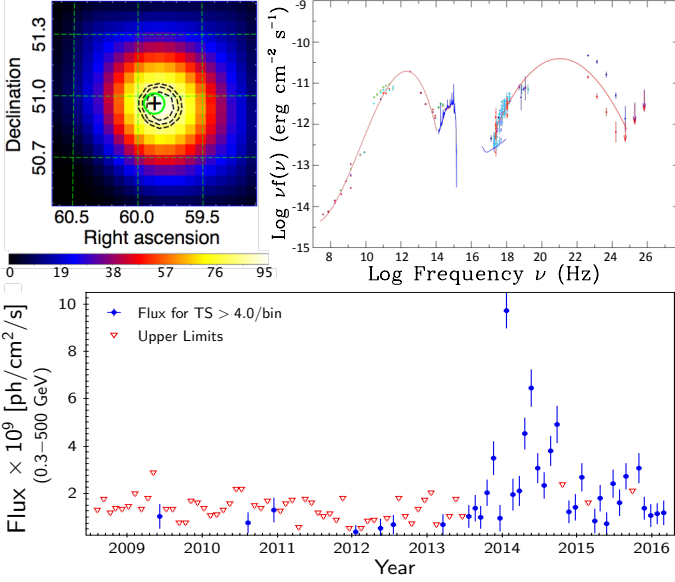 51.3
51.0
50.7
Declination
60.5 60.0 59.5
Right ascension
0 19 38 57 76 95
-9
-10
-11
-12
-13
-14
-15
Log νf(ν) (erg cm⁻² s⁻¹)
8 10 12 14 16 18 20 22 24 26
Log Frequency ν (Hz)
10
8
6
4
2
Flux × 10⁹ [ph/cm²/s]
(0.3−500 GeV)
Flux for TS > 4.0/bin
Upper Limits
2009 2010 2011 2012 2013 2014 2015 2016
Year